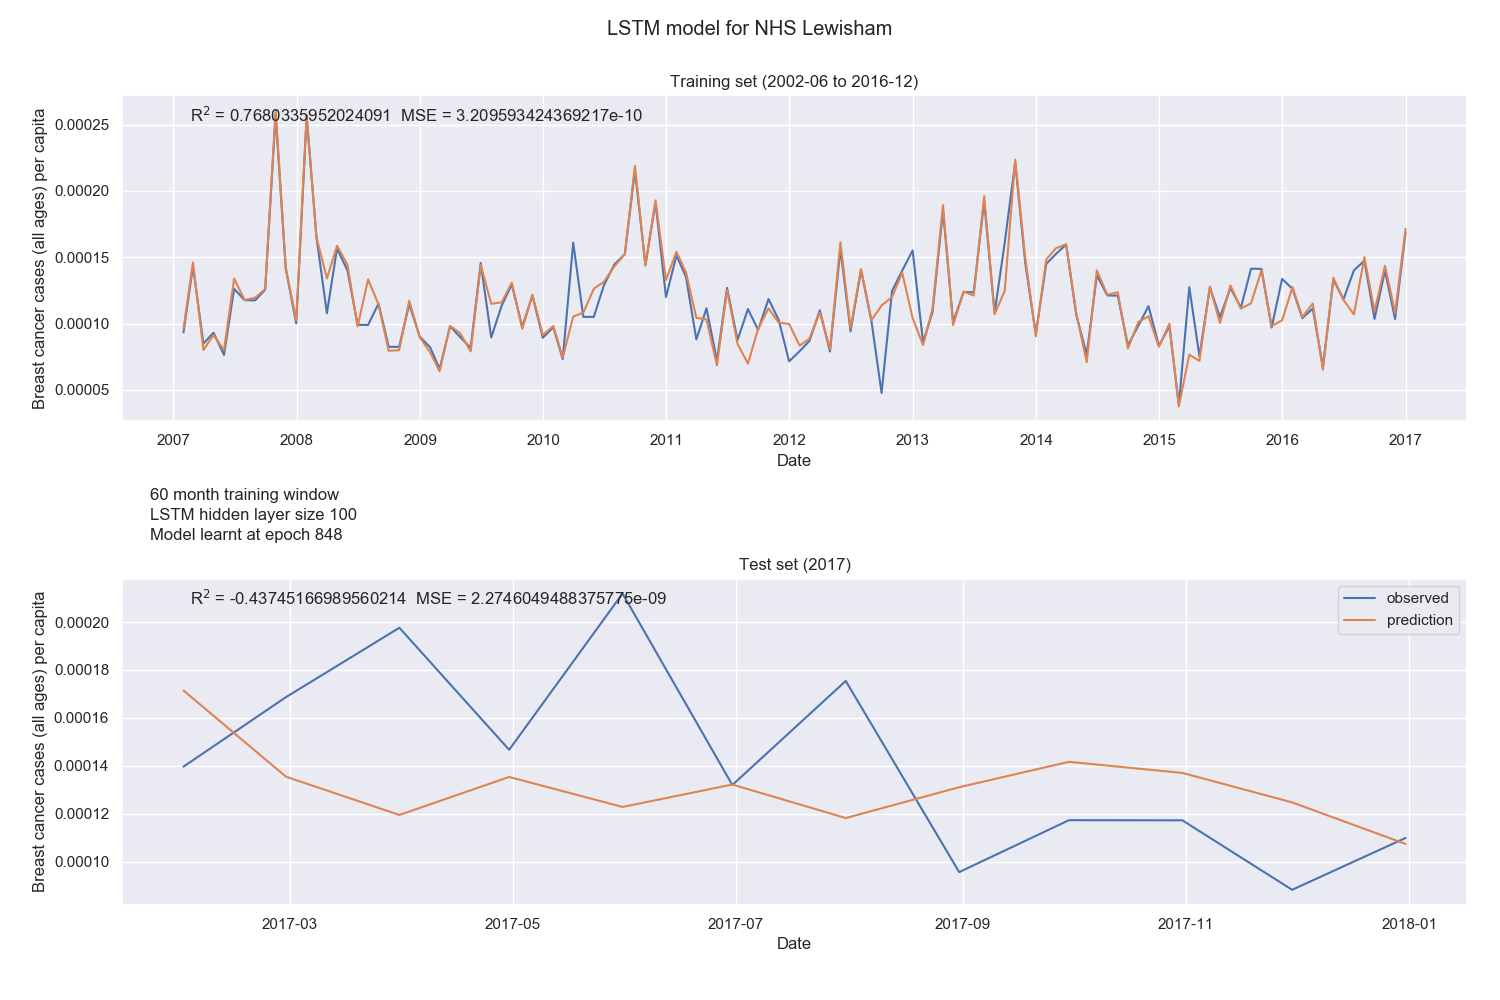 LSTM model for NHS Lewisham
Training set (2002-06 to 2016-12)
R² = 0.7680335952024091 MSE = 3.209593424369217e-10
Breast cancer cases (all ages) per capita
0.00025
0.00020
0.00015
0.00010
0.00005
2007 2008 2009 2010 2011 2012 2013 2014 2015 2016 2017
Date
60 month training window
LSTM hidden layer size 100
Model learnt at epoch 848
Test set (2017)
R² = -0.43745166989560214 MSE = 2.2746049488375775e-09
observed
prediction
Breast cancer cases (all ages) per capita
0.00020
0.00018
0.00016
0.00014
0.00012
0.00010
2017-03 2017-05 2017-07 2017-09 2017-11 2018-01
Date